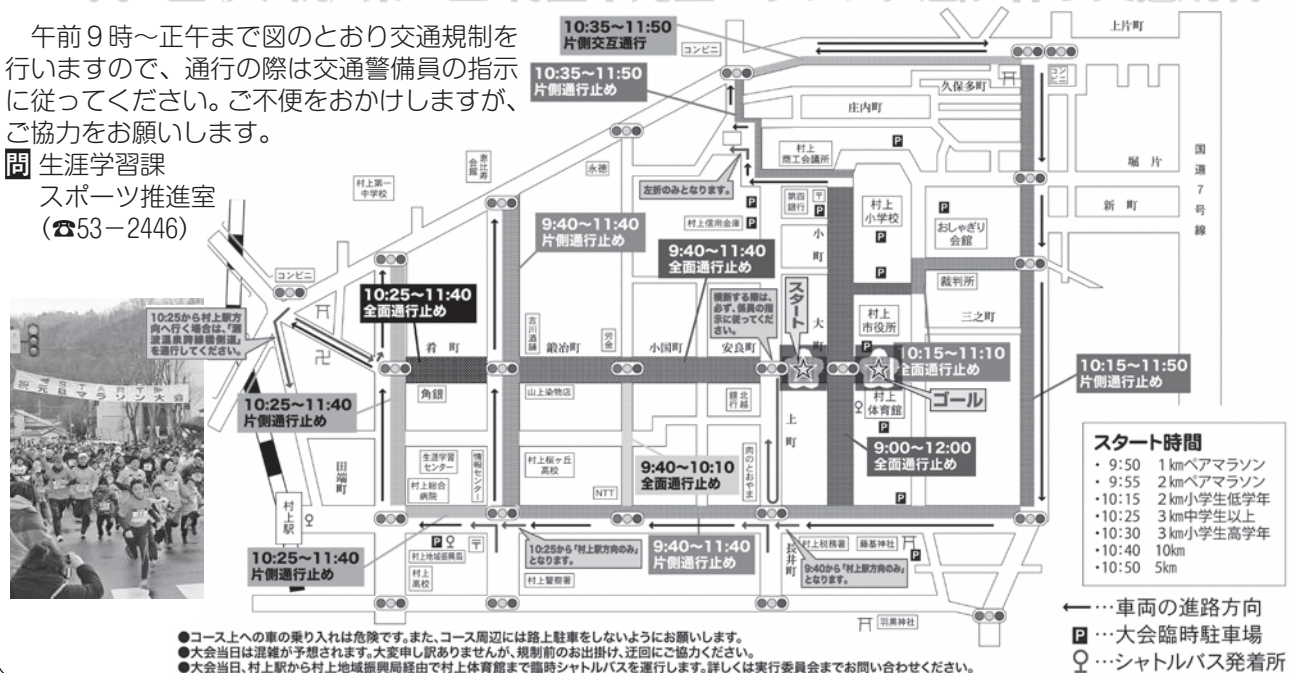 午前９時～正午まで図のとおり交通規制を
行いますので、通行の際は交通警備員の指示
に従ってください。ご不便をおかけしますが、
ご協力をお願いします。
問 生涯学習課
スポーツ推進室
（☎53－2446）
10:35～11:50
片側交互通行
10:35～11:50
片側通行止め
コンビニ
上片町
コンビニ
久保多町
庄内町
村上
商工会議所
国道7号線
堀片
新町
恵比寿
会館
永徳
村上第一
中学校
左折のみとなります。
第四
銀行
村上信用金庫
小町
村上
小学校
おしゃぎり
会館
9:40～11:40
片側通行止め
9:40～11:40
全面通行止め
コンビニ
10:25～11:40
全面通行止め
横断する際は、
必ず、係員の指
示に従ってくだ
さい。
スタート
裁判所
三之町
村上
市役所
10:25から村上駅方
向へ行く場合は、「瀬
波温泉跨線橋側道」
を通行してください。
肴町
吉川酒舗
鍛冶町
労金
小国町
安良町
大町
10:15～11:10
全面通行止め
10:15～11:50
片側通行止め
角銀
山上染物店
北越
銀行
上町
村上
体育館
ゴール
10:25～11:40
片側通行止め
9:00～12:00
全面通行止め
田端町
生涯学習
センター
情報センター
村上総合
病院
村上桜ヶ丘
高校
NTT
9:40～10:10
全面通行止め
肉のとおやま
村上駅
10:25～11:40
片側通行止め
村上地域振興局
村上
高校
10:25から「村上駅方向のみ」
となります。
村上警察署
9:40～11:40
片側通行止め
長井町
村上税務署
藤基神社
9:40から「村上駅方向のみ」
となります。
羽黒神社
START
元旦マラソン大会
スタート時間
・ 9:50 1㎞ペアマラソン
・ 9:55 2㎞ペアマラソン
・10:15 2㎞小学生低学年
・10:25 3㎞中学生以上
・10:30 3㎞小学生高学年
・10:40 10km
・10:50 5km
←…車両の進路方向
P…大会臨時駐車場
…シャトルバス発着所
●コース上への車の乗り入れは危険です。また、コース周辺には路上駐車をしないようにお願いします。
●大会当日は混雑が予想されます。大変申し訳ありませんが、規制前のお出掛け、迂回にご協力ください。
●大会当日、村上駅から村上地域振興局経由で村上体育館まで臨時シャトルバスを運行します。詳しくは実行委員会までお問い合わせください。